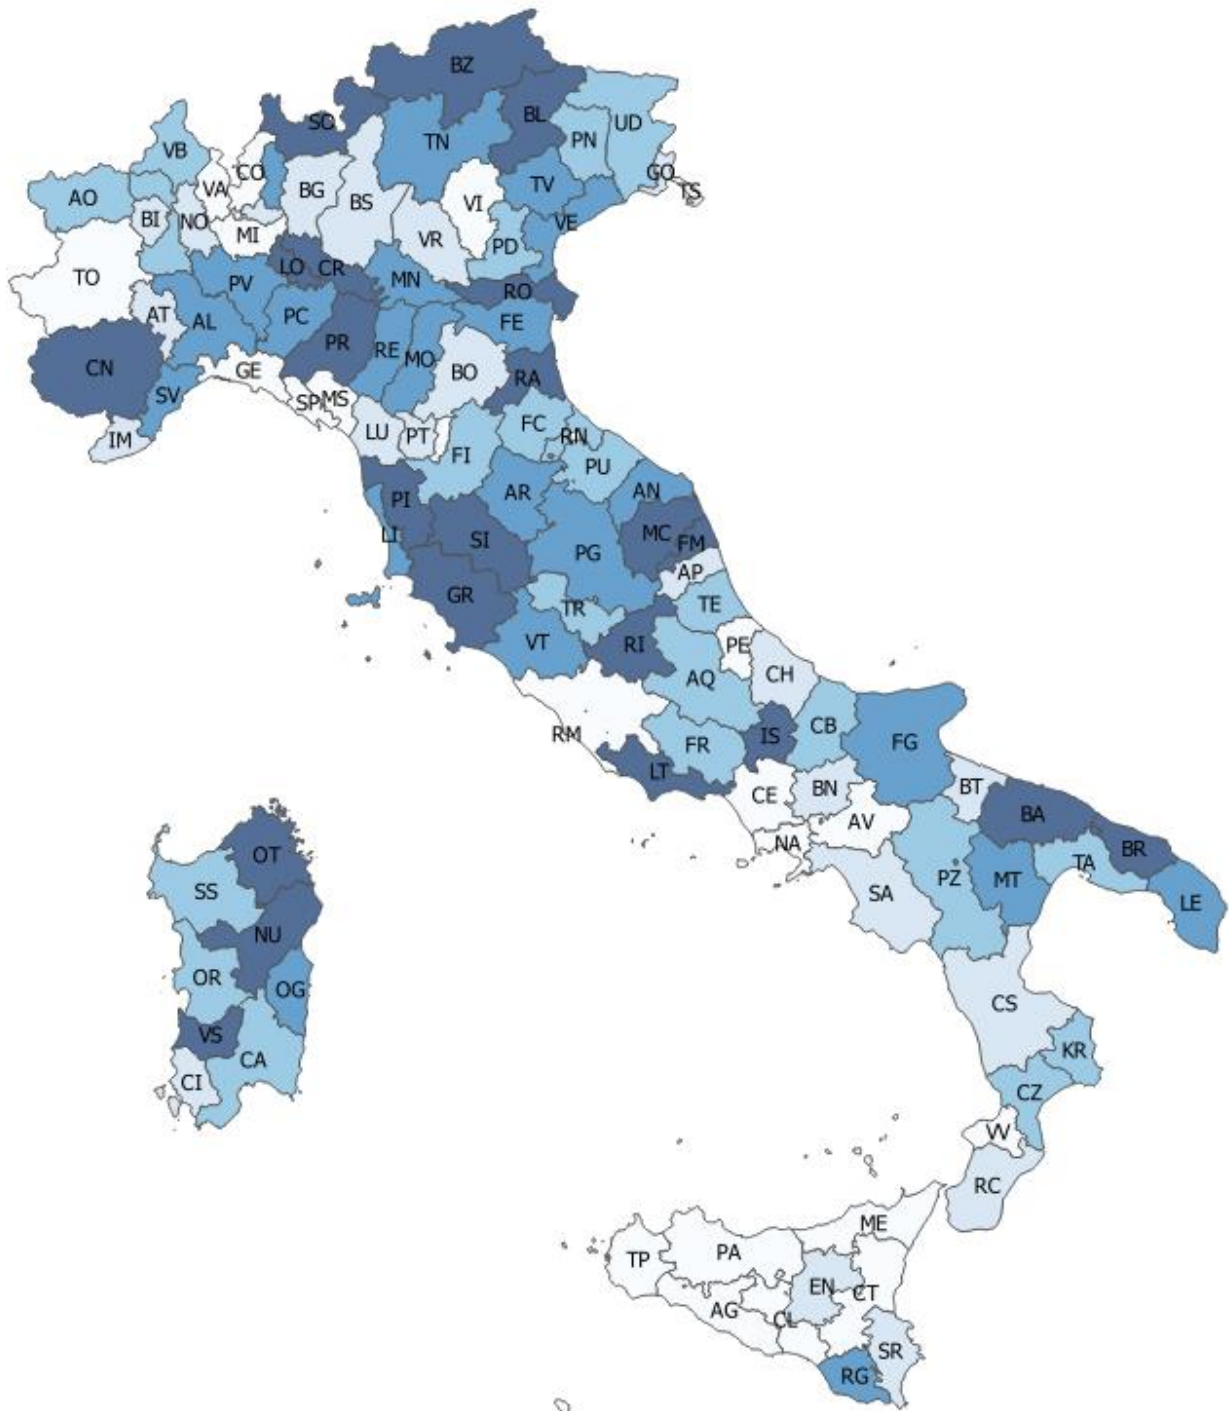 BZ
SO
BL
TN
PN
UD
VB
CO
VA
AO
BG
BS
TV
GO
TS
BI
NO
MI
VI
VE
VR
PD
TO
LO
CR
MN
PV
RO
AT
AL
PC
FE
CN
PR
RE
MO
BO
RA
GE
SV
SP
MS
IM
LU
PT
FI
FC
RN
PU
PI
AR
AN
LI
SI
PG
MC
FM
AP
GR
TR
TE
VT
RI
PE
AQ
CH
RM
FR
IS
CB
FG
LT
CE
BN
BT
NA
AV
BA
BR
OT
SS
SA
PZ
MT
TA
LE
NU
OR
OG
CS
VS
CA
CI
KR
CZ
VV
RC
ME
TP
PA
EN
CT
AG
CL
SR
RG